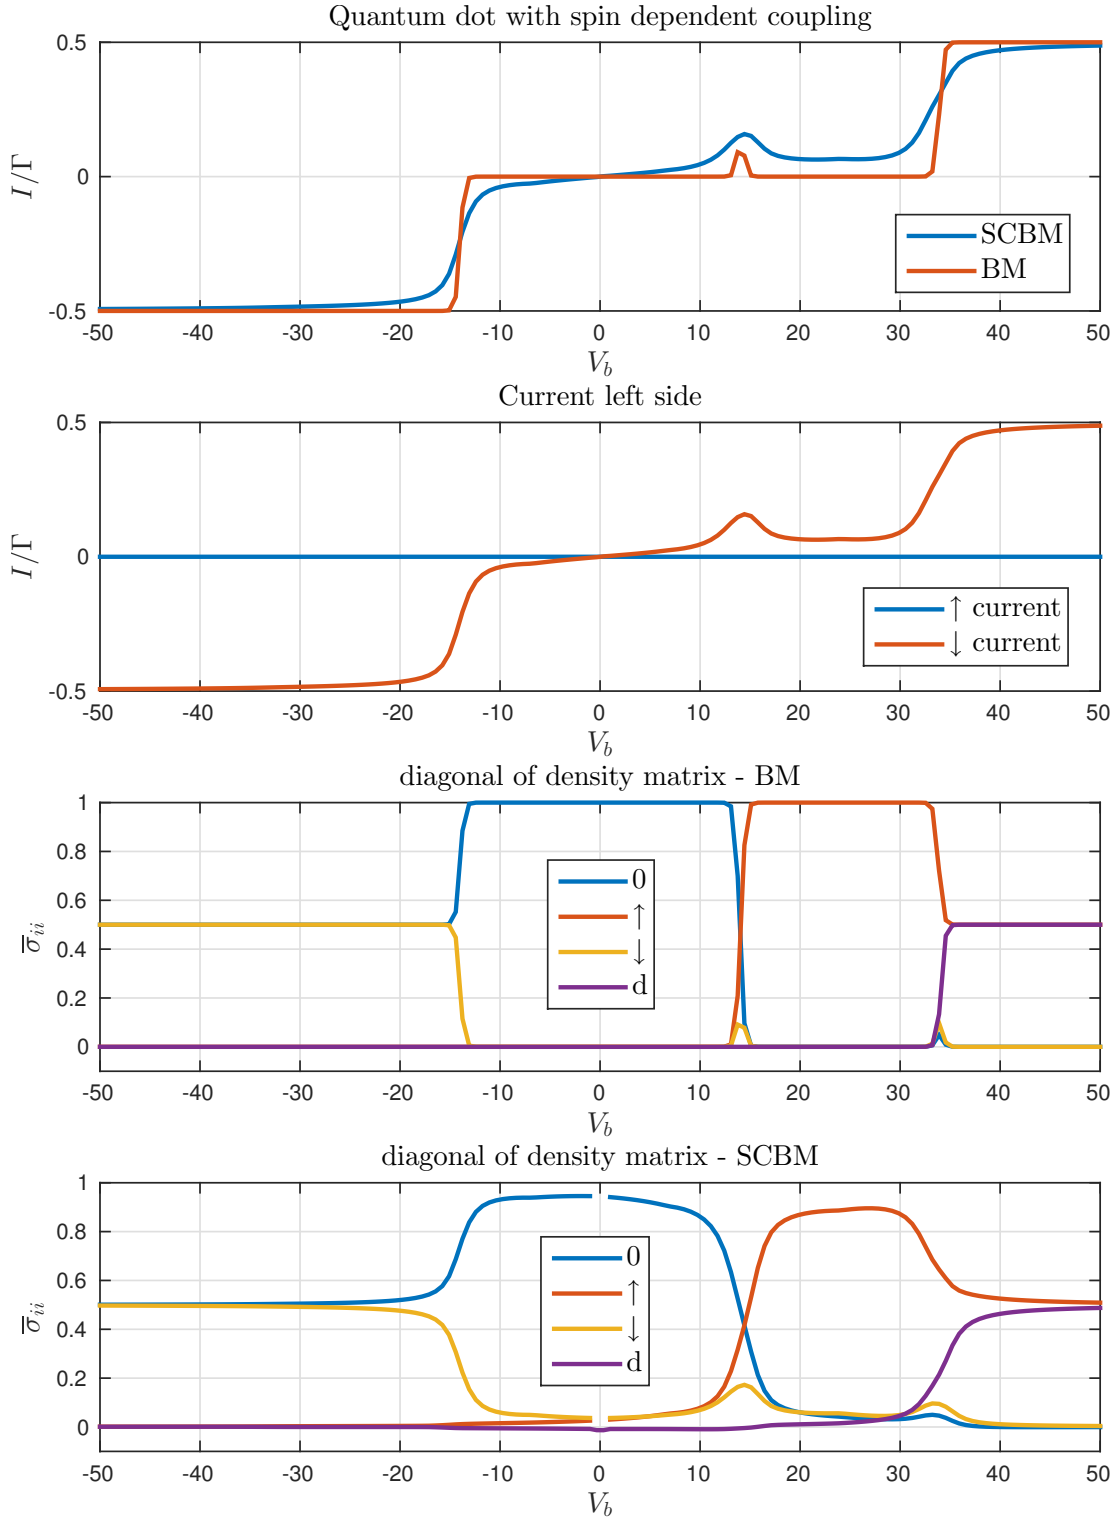 Quantum dot with spin dependent coupling
0.5
0
-0.5
I/Γ
SCBM
BM
-50 -40 -30 -20 -10 0 10 20 30 40 50
V_b
Current left side
0.5
0
-0.5
I/Γ
↑ current
↓ current
-50 -40 -30 -20 -10 0 10 20 30 40 50
V_b
diagonal of density matrix - BM
1
0.8
0.6
0.4
0.2
0
σ̅_ii
0
↑
↓
d
-50 -40 -30 -20 -10 0 10 20 30 40 50
V_b
diagonal of density matrix - SCBM
1
0.8
0.6
0.4
0.2
0
σ̅_ii
0
↑
↓
d
-50 -40 -30 -20 -10 0 10 20 30 40 50
V_b